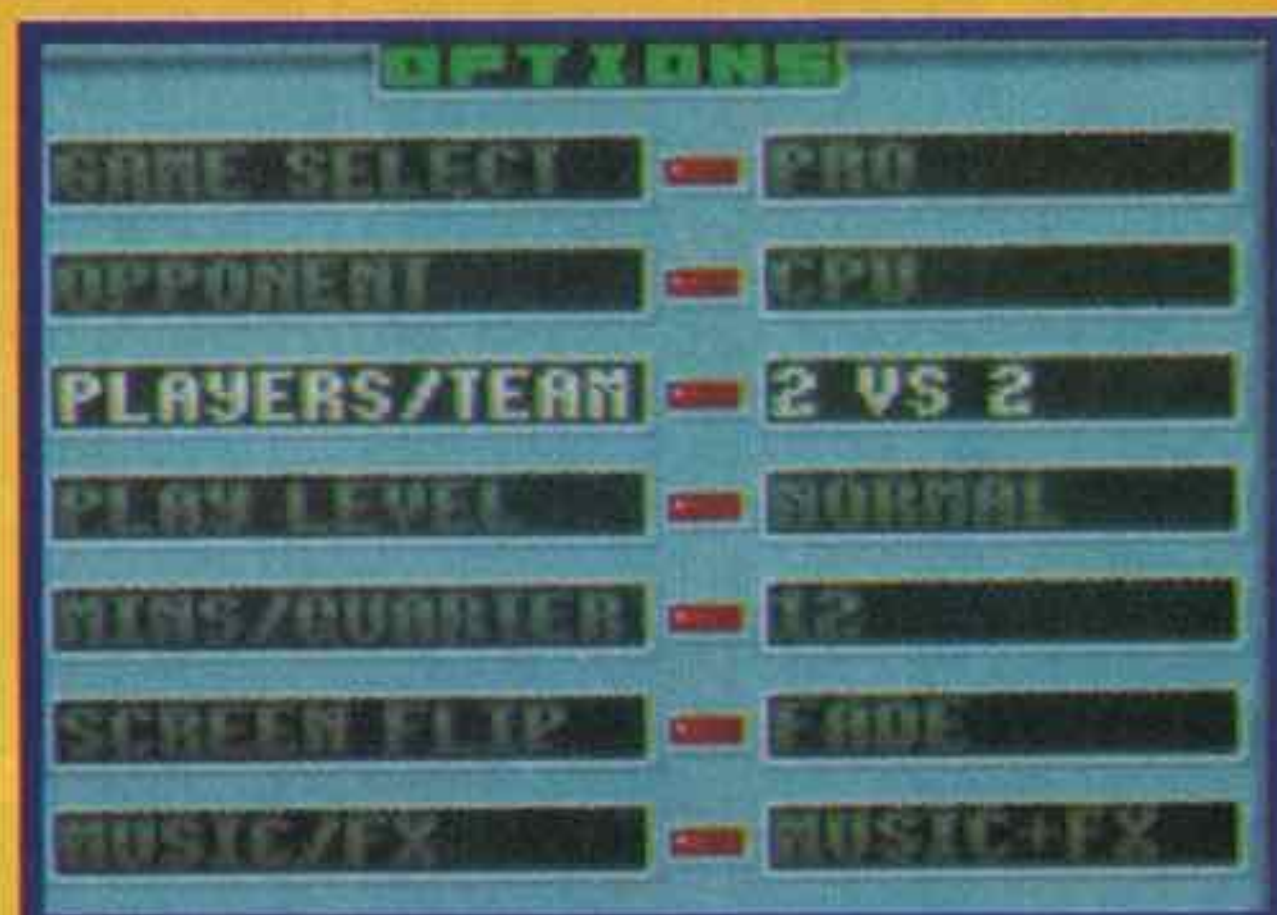 OPTIONS
GAME SELECT PRO
OPPONENT CPU
PLAYERS/TEAM 2 VS 2
PLAY LEVEL NORMAL
MINS/QUARTER 12
SCREEN FLIP FADE
MUSIC/FX MUSIC+FX